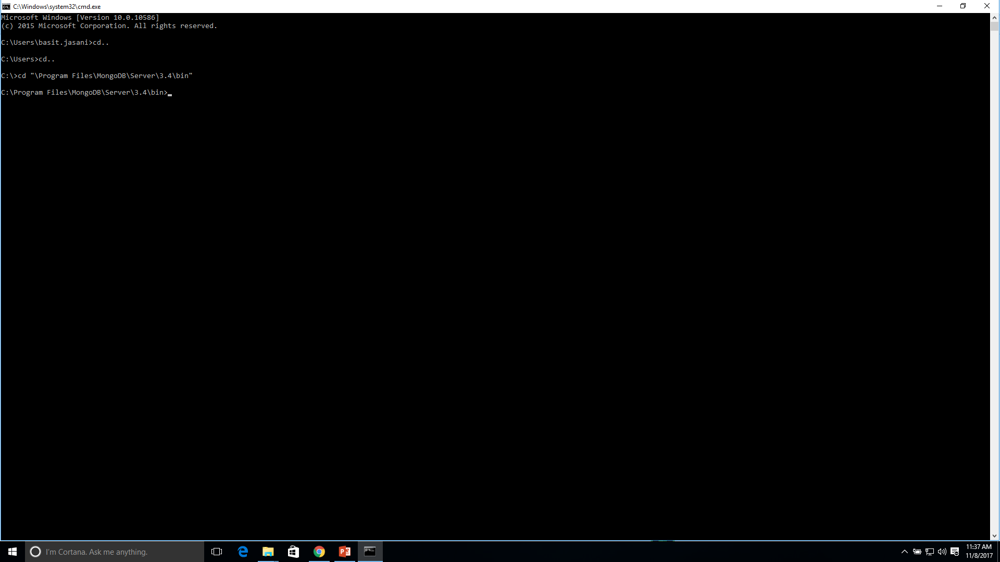 C:\Windows\system32\cmd.exe
Microsoft Windows [Version 10.0.10586]
(c) 2015 Microsoft Corporation. All rights reserved.
C:\Users\basit.jasani>cd..
C:\Users>cd..
C:\>cd "\Program Files\MongoDB\Server\3.4\bin"
C:\Program Files\MongoDB\Server\3.4\bin>
I'm Cortana. Ask me anything.
11:37 AM
11/8/2017